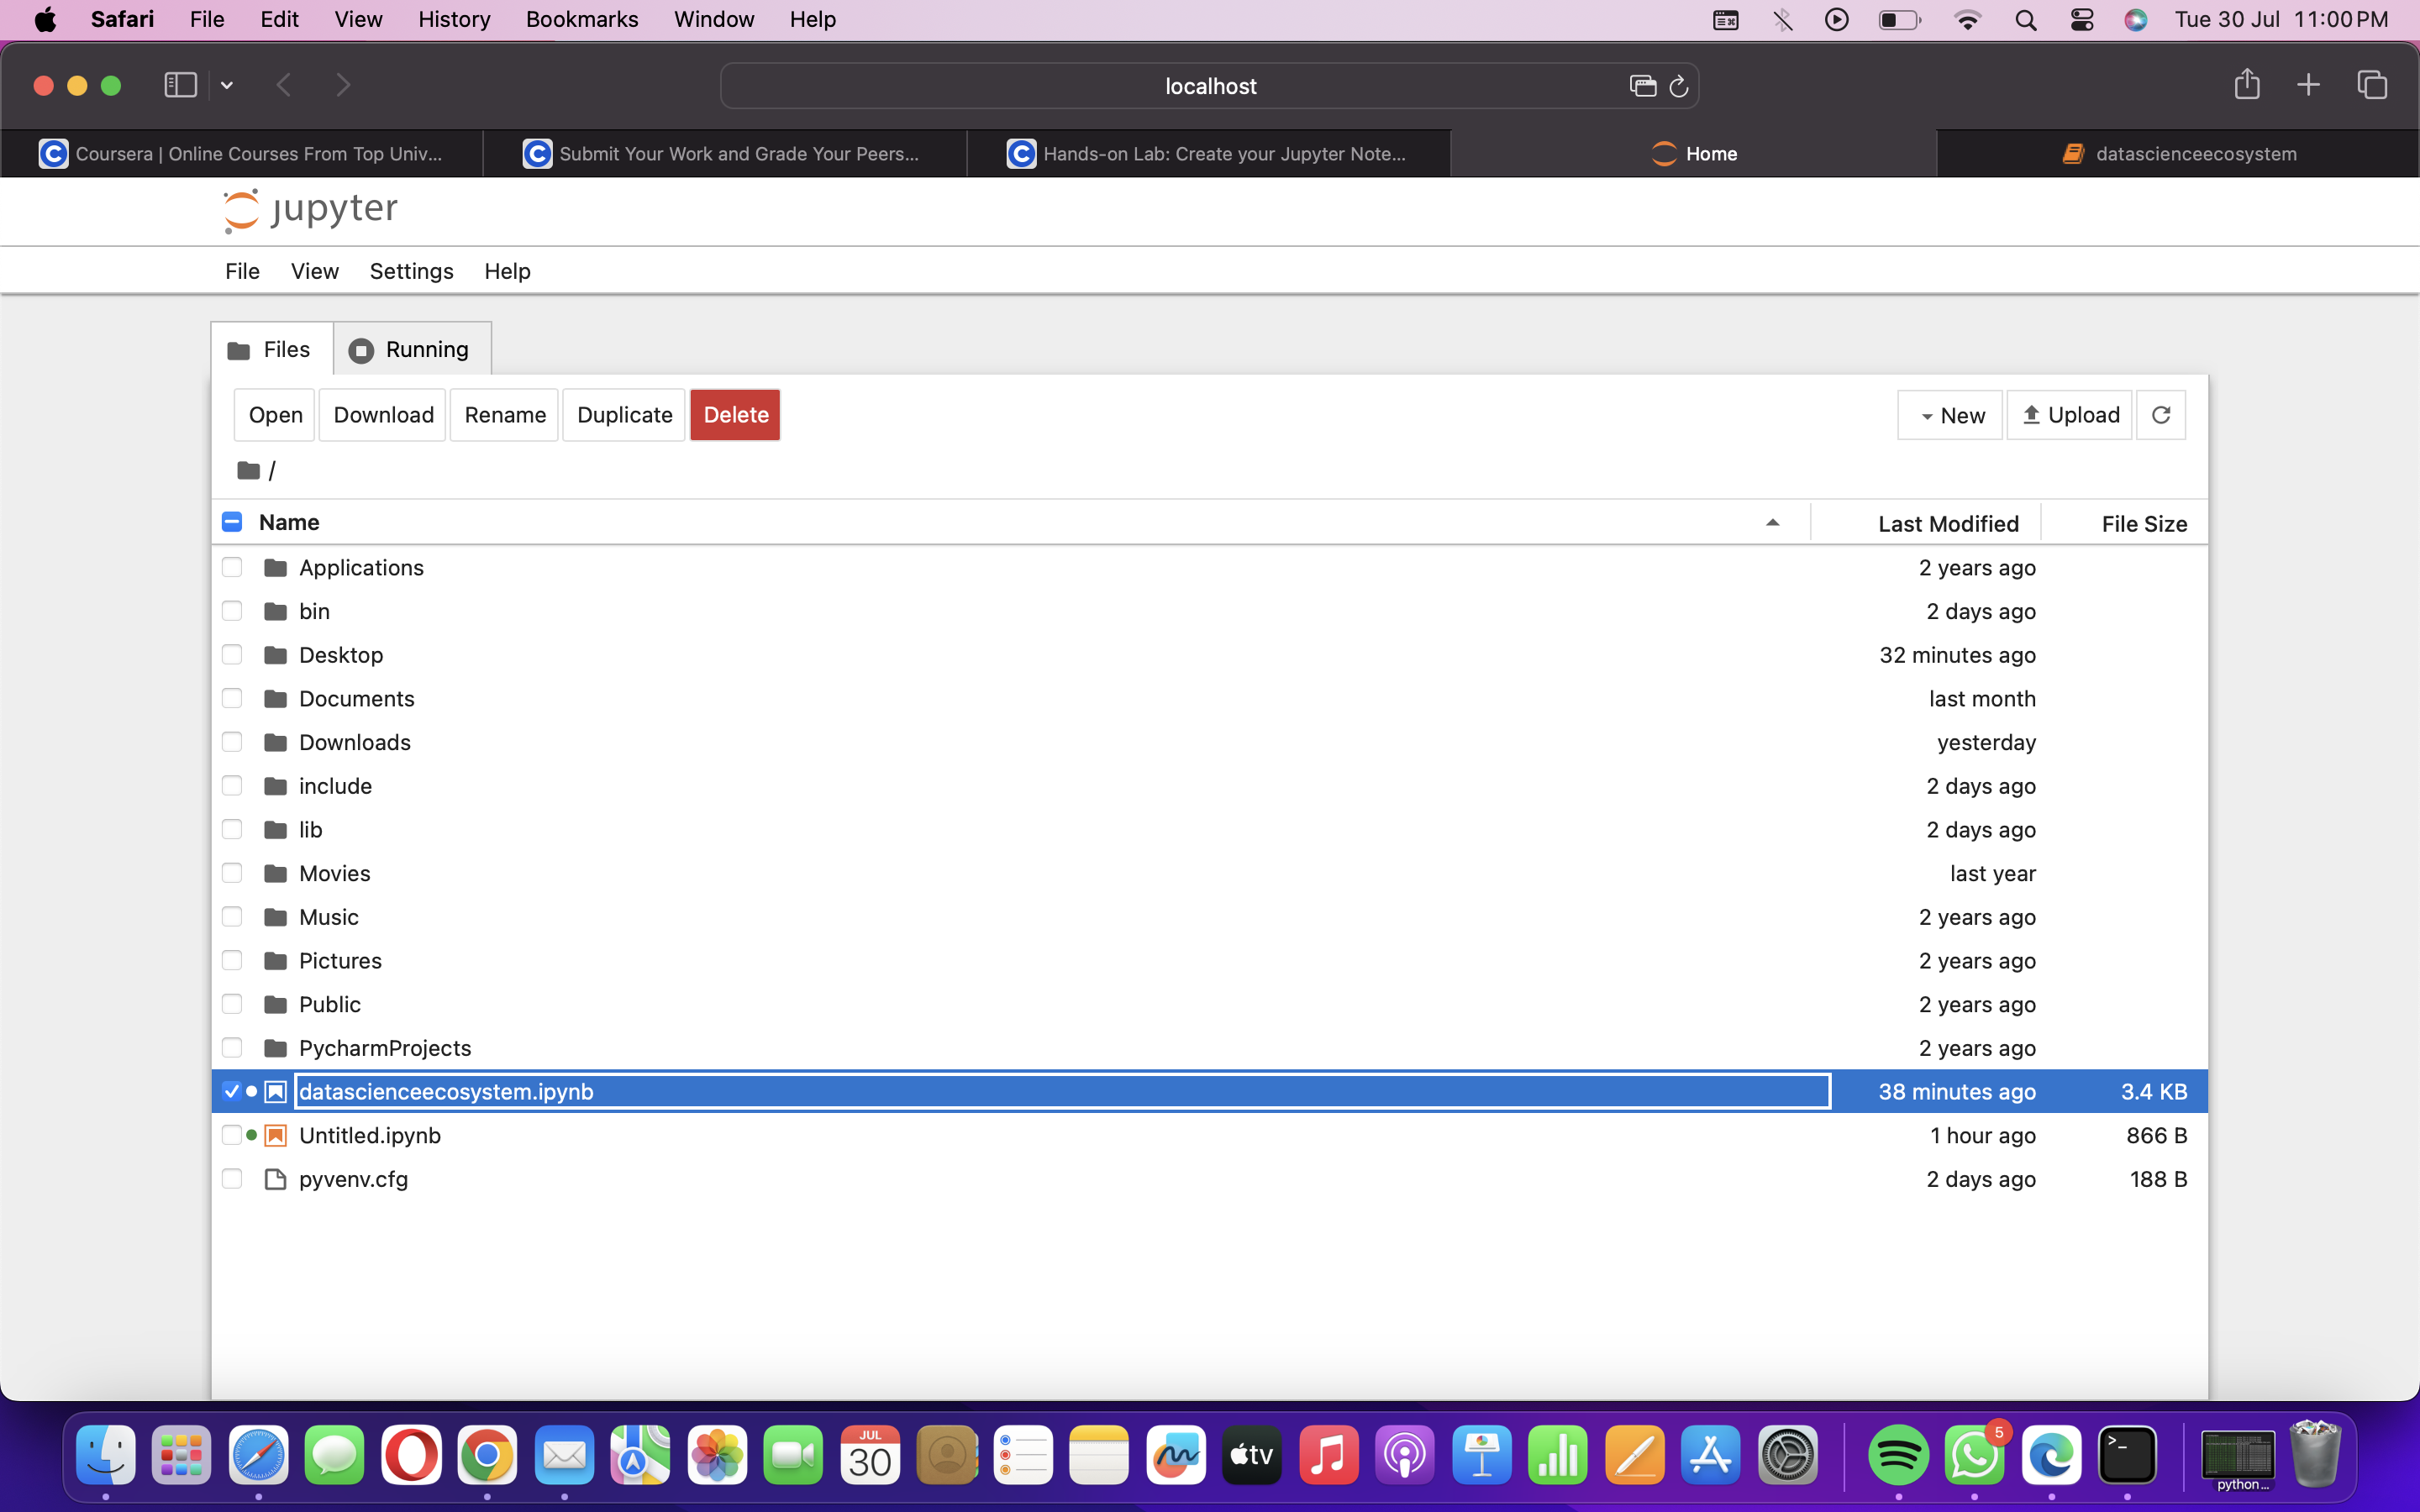 Safari File Edit View History Bookmarks Window Help Tue 30 Jul 11:00 PM
localhost
Coursera | Online Courses From Top Univ... Submit Your Work and Grade Your Peers... Hands-on Lab: Create your Jupyter Note... Home datascienceecosystem
jupyter
File View Settings Help
Files Running
Open Download Rename Duplicate Delete New Upload
/
Name Last Modified File Size
Applications 2 years ago
bin 2 days ago
Desktop 32 minutes ago
Documents last month
Downloads yesterday
include 2 days ago
lib 2 days ago
Movies last year
Music 2 years ago
Pictures 2 years ago
Public 2 years ago
PycharmProjects 2 years ago
datascienceecosystem.ipynb 38 minutes ago 3.4 KB
Untitled.ipynb 1 hour ago 866 B
pyvenv.cfg 2 days ago 188 B
JUL 5
30 tv >_
python...